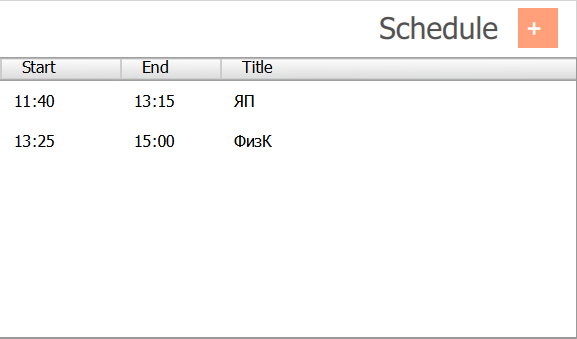 Schedule +
Start End Title
11:40 13:15 ЯП
13:25 15:00 ФизК